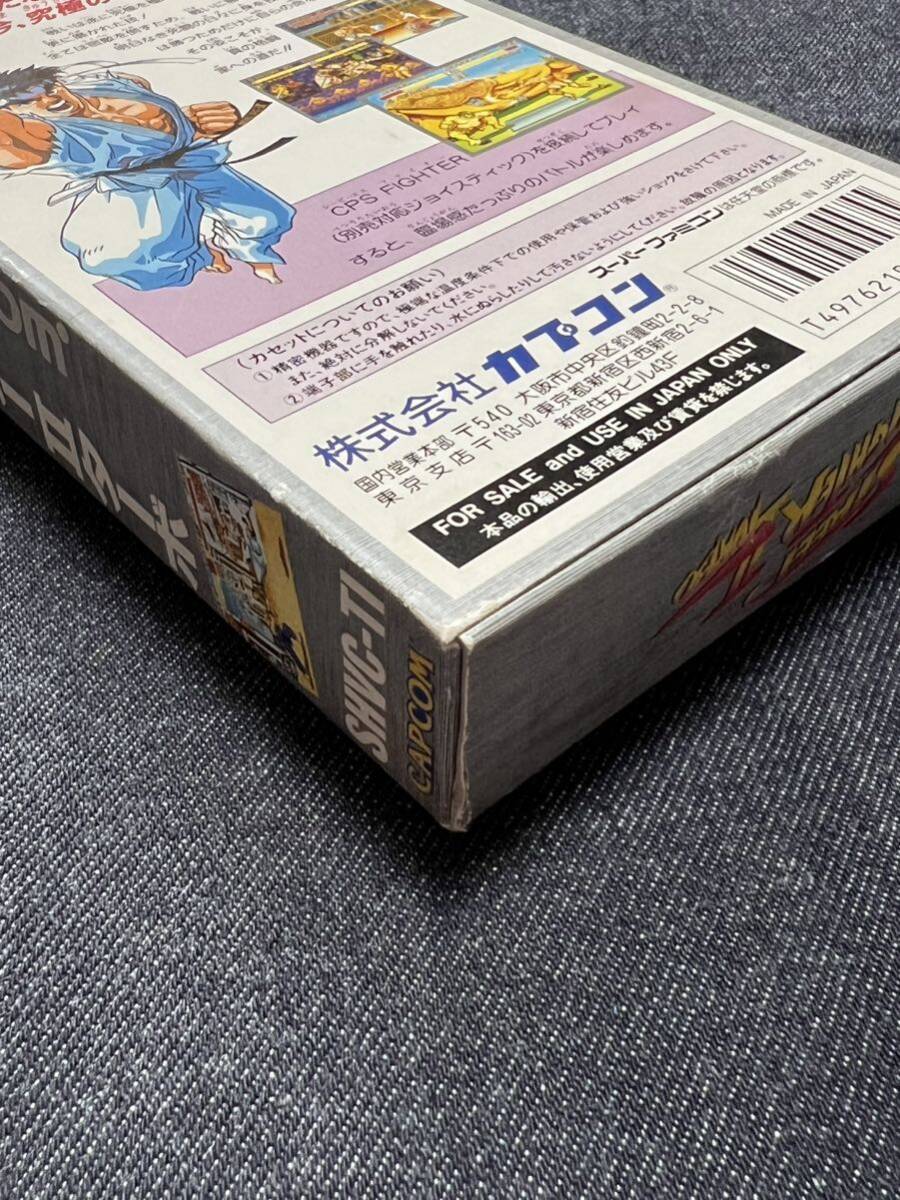 今、究極の
CPS FIGHTER
(別売対応ジョイスティック)を接続してプレイ
すると、臨場感たっぷりのバトルが楽しめます。
(カセットについてのお願い)
①精密機器ですので、極端な温度条件下での使用や保管および強いショックをさけて下さい。
また、絶対に分解しないでください。
②端子部に手を触れたり、水にぬらしたりして汚さないようにしてください。故障の原因となります。
スーパーファミコンは任天堂の商標です。
MADE IN JAPAN
株式会社カプコン®
国内営業本部 〒540 大阪市中央区釣鐘町2-2-8
東京支店 〒163-02 東京都新宿区西新宿2-6-1
新宿住友ビル43F
FOR SALE and USE IN JAPAN ONLY
本品の輸出、使用営業及び賃貸を禁じます。
ターボ
SHVC-TI
CAPCOM